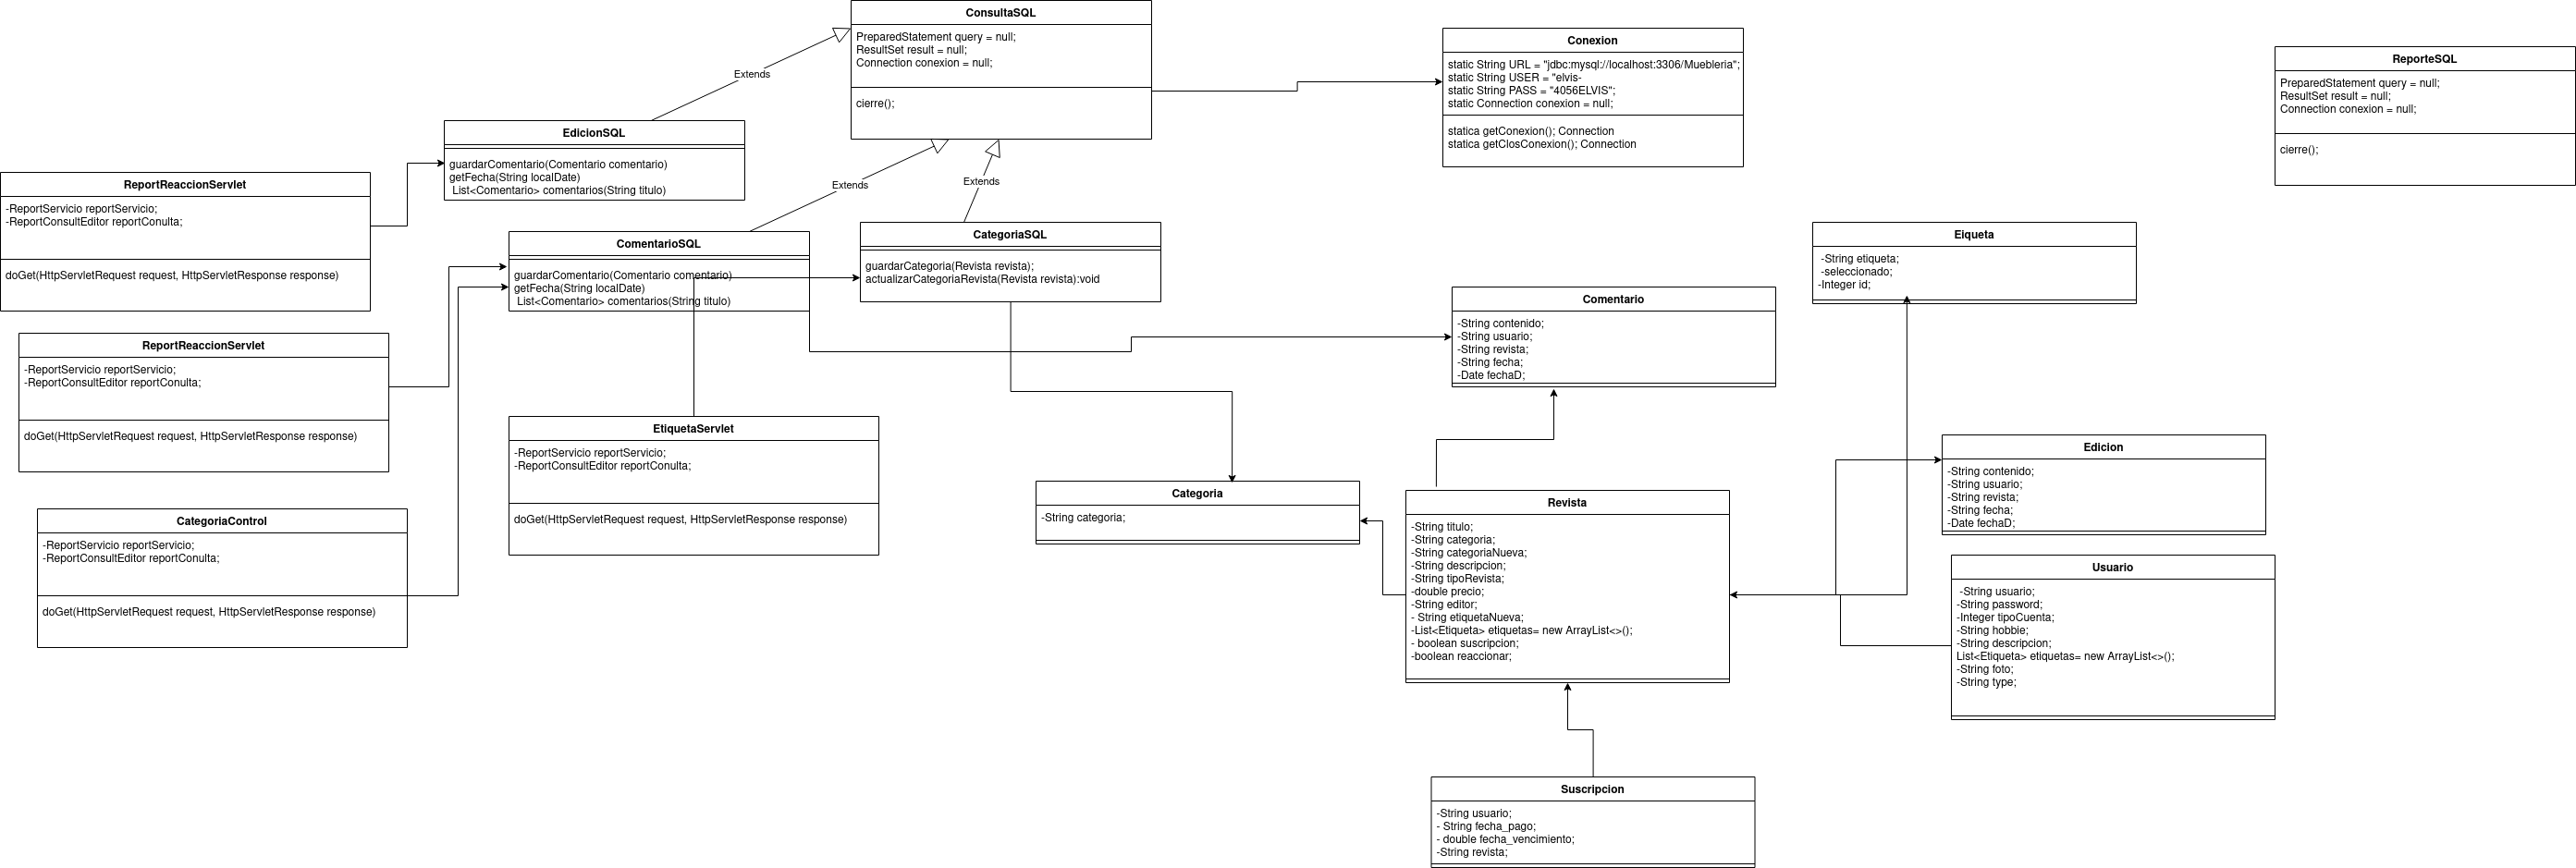 ConsultaSQL
PreparedStatement query = null;
ResultSet result = null;
Connection conexion = null;
cierre();
Conexion
static String URL = "jdbc:mysql://localhost:3306/Muebleria";
static String USER = "elvis-
static String PASS = "4056ELVIS";
static Connection conexion = null;
statica getConexion(); Connection
statica getClosConexion(); Connection
ReporteSQL
PreparedStatement query = null;
ResultSet result = null;
Connection conexion = null;
cierre();
Extends
EdicionSQL
guardarComentario(Comentario comentario)
getFecha(String localDate)
List<Comentario> comentarios(String titulo)
ReportReaccionServlet
-ReportServicio reportServicio;
-ReportConsultEditor reportConulta;
doGet(HttpServletRequest request, HttpServletResponse response)
Extends
Extends
ComentarioSQL
guardarComentario(Comentario comentario)
getFecha(String localDate)
List<Comentario> comentarios(String titulo)
CategoriaSQL
guardarCategoria(Revista revista);
actualizarCategoriaRevista(Revista revista):void
Eiqueta
-String etiqueta;
-seleccionado;
-Integer id;
Comentario
-String contenido;
-String usuario;
-String revista;
-String fecha;
-Date fechaD;
ReportReaccionServlet
-ReportServicio reportServicio;
-ReportConsultEditor reportConulta;
doGet(HttpServletRequest request, HttpServletResponse response)
EtiquetaServlet
-ReportServicio reportServicio;
-ReportConsultEditor reportConulta;
doGet(HttpServletRequest request, HttpServletResponse response)
CategoriaControl
-ReportServicio reportServicio;
-ReportConsultEditor reportConulta;
doGet(HttpServletRequest request, HttpServletResponse response)
Categoria
-String categoria;
Revista
-String titulo;
-String categoria;
-String categoriaNueva;
-String descripcion;
-String tipoRevista;
-double precio;
-String editor;
- String etiquetaNueva;
-List<Etiqueta> etiquetas= new ArrayList<>();
- boolean suscripcion;
-boolean reaccionar;
Edicion
-String contenido;
-String usuario;
-String revista;
-String fecha;
-Date fechaD;
Usuario
-String usuario;
-String password;
-Integer tipoCuenta;
-String hobbie;
-String descripcion;
List<Etiqueta> etiquetas= new ArrayList<>();
-String foto;
-String type;
Suscripcion
-String usuario;
- String fecha_pago;
- double fecha_vencimiento;
-String revista;